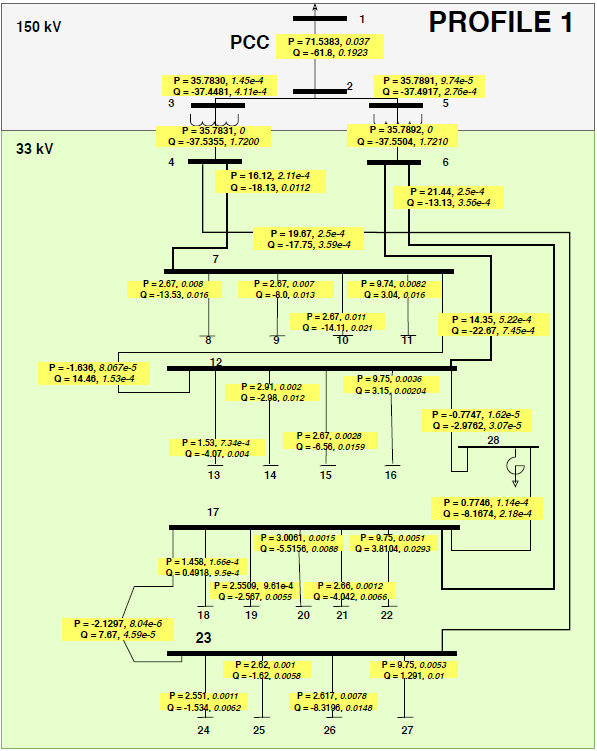 1
150 kV
PROFILE 1
PCC
P = 71.5383, 0.037
Q = -61.8, 0.1923
2
P = 35.7830, 1.45e-4
Q = -37.4481, 4.11e-4
P = 35.7891, 9.74e-5
Q = -37.4917, 2.76e-4
3
5
P = 35.7831, 0
Q = -37.5355, 1.7200
P = 35.7892, 0
Q = -37.5504, 1.7210
33 kV
4
6
P = 16.12, 2.11e-4
Q = -18.13, 0.0112
P = 21.44, 2.5e-4
Q = -13.13, 3.56e-4
P = 19.67, 2.5e-4
Q = -17.75, 3.59e-4
7
P = 2.67, 0.008
Q = -13.53, 0.016
P = 2.67, 0.007
Q = -8.0, 0.013
P = 9.74, 0.0082
Q = 3.04, 0.016
P = 2.67, 0.011
Q = -14.11, 0.021
P = 14.35, 5.22e-4
Q = -22.67, 7.45e-4
8
9
10
11
12
P = -1.636, 8.067e-5
Q = 14.46, 1.53e-4
P = 2.91, 0.002
Q = -2.98, 0.012
P = 9.75, 0.0036
Q = 3.15, 0.00204
P = -0.7747, 1.62e-5
Q = -2.9762, 3.07e-5
P = 1.53, 7.34e-4
Q = -4.07, 0.004
P = 2.67, 0.0028
Q = -6.56, 0.0159
28
13
14
15
16
P = 0.7746, 1.14e-4
Q = -8.1674, 2.18e-4
17
P = 3.0061, 0.0015
Q = -5.5156, 0.0088
P = 9.75, 0.0051
Q = 3.8104, 0.0293
P = 1.458, 1.66e-4
Q = 0.4918, 9.5e-4
P = 2.5509, 9.61e-4
Q = -2.567, 0.0055
P = 2.66, 0.0012
Q = -4.042, 0.0066
18
19
20
21
22
P = -2.1297, 8.04e-6
Q = 7.67, 4.59e-5
23
P = 2.62, 0.001
Q = -1.62, 0.0058
P = 9.75, 0.0053
Q = 1.291, 0.01
P = 2.551, 0.0011
Q = -1.534, 0.0062
P = 2.617, 0.0078
Q = -8.3196, 0.0148
24
25
26
27